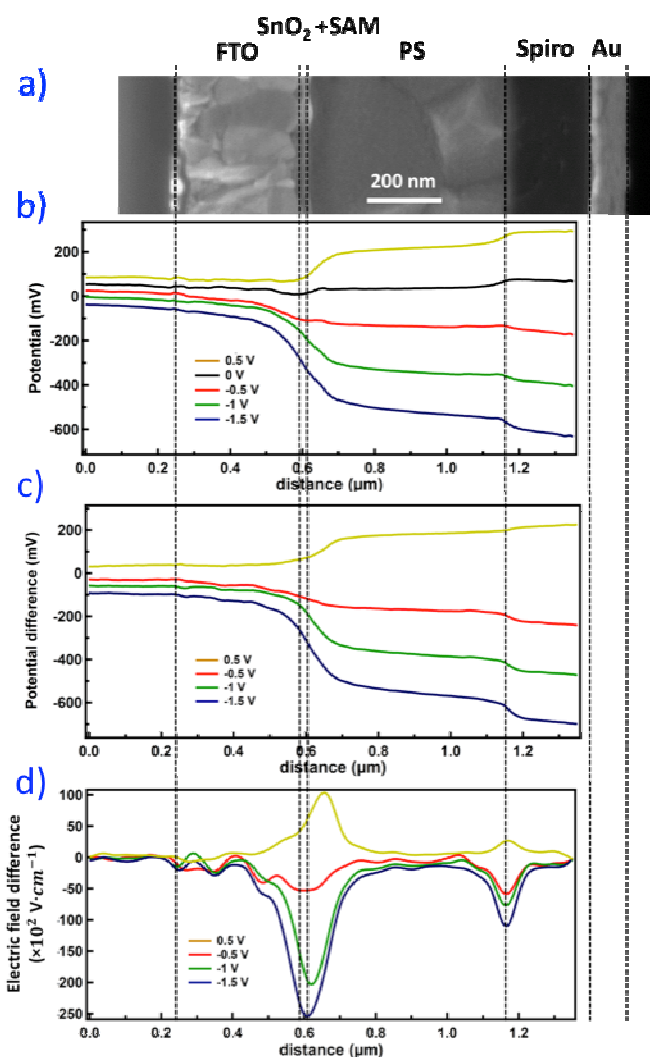 SnO₂+SAM
FTO PS Spiro Au
a)
200 nm
b)
200
0
-200
-400
-600
Potential (mV)
0.5 V
0 V
-0.5 V
-1 V
-1.5 V
0.0 0.2 0.4 0.6 0.8 1.0 1.2
distance (µm)
c)
200
0
-200
-400
-600
Potential difference (mV)
0.5 V
-0.5 V
-1 V
-1.5 V
0.0 0.2 0.4 0.6 0.8 1.0 1.2
distance (µm)
d)
100
50
0
-50
-100
-150
-200
250
Electric field difference
(×10² V·cm⁻¹)
0.5 V
-0.5 V
-1 V
-1.5 V
0.0 0.2 0.4 0.6 0.8 1.0 1.2
distance (µm)